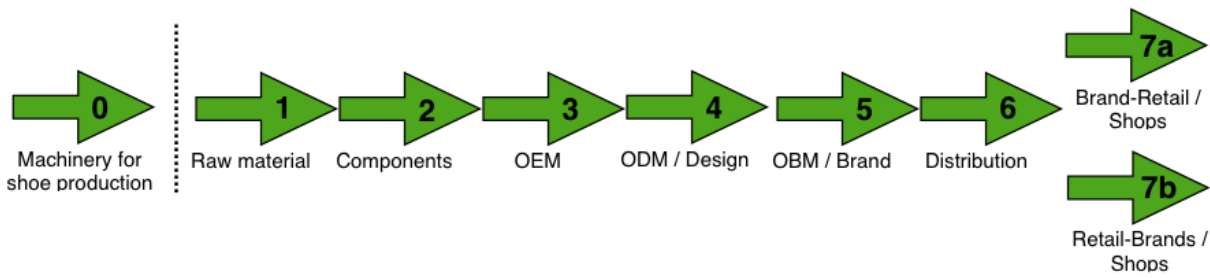 0
Machinery for
shoe production
1
Raw material
2
Components
3
OEM
4
ODM / Design
5
OBM / Brand
6
Distribution
7a
Brand-Retail /
Shops
7b
Retail-Brands /
Shops